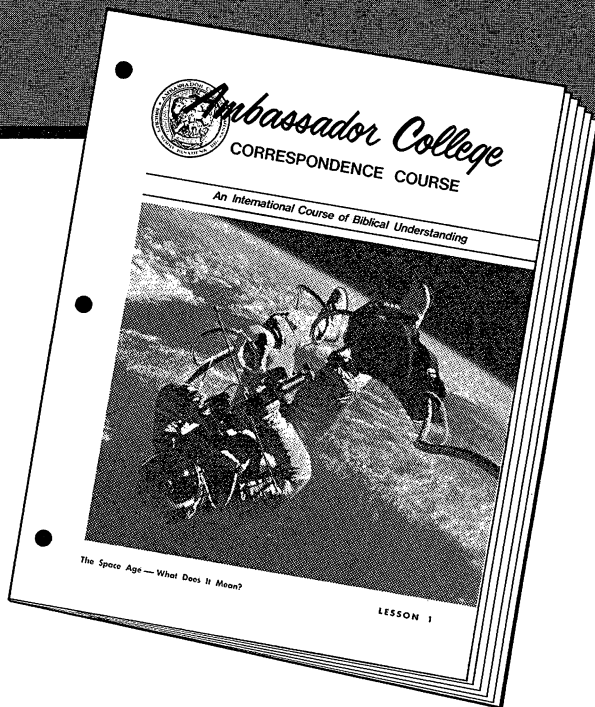 Ambassador College
CORRESPONDENCE COURSE
An International Course of Biblical Understanding
The Space Age — What Does It Mean?
LESSON 1